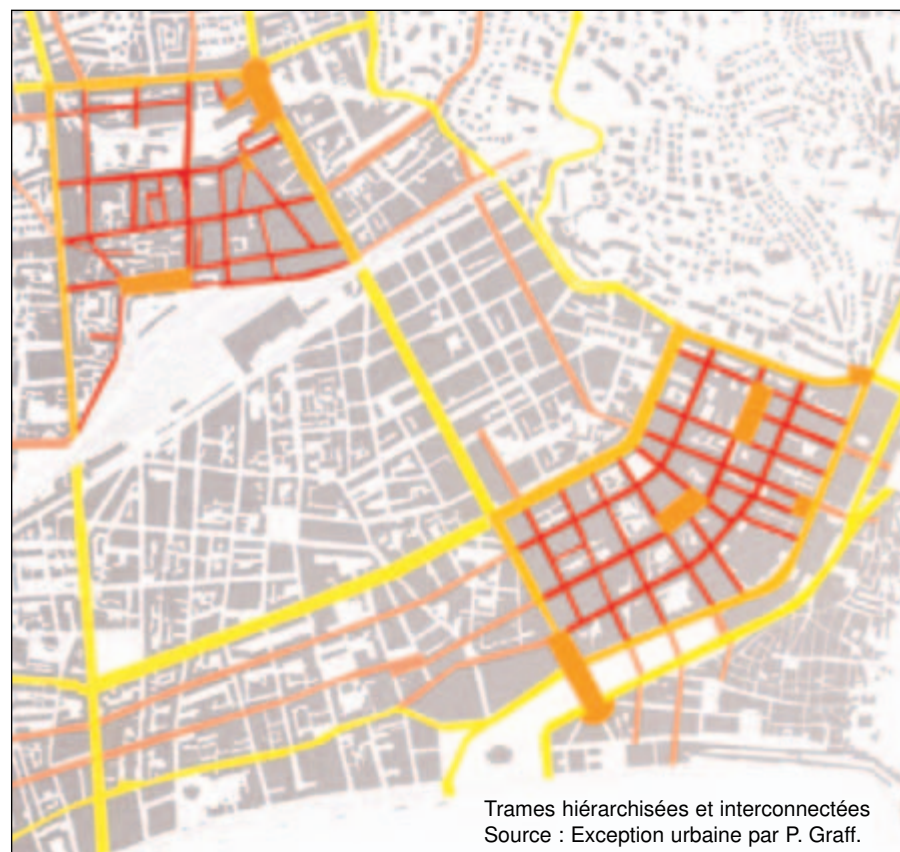 Trames hiérarchisées et interconnectées
Source : Exception urbaine par P. Graff.